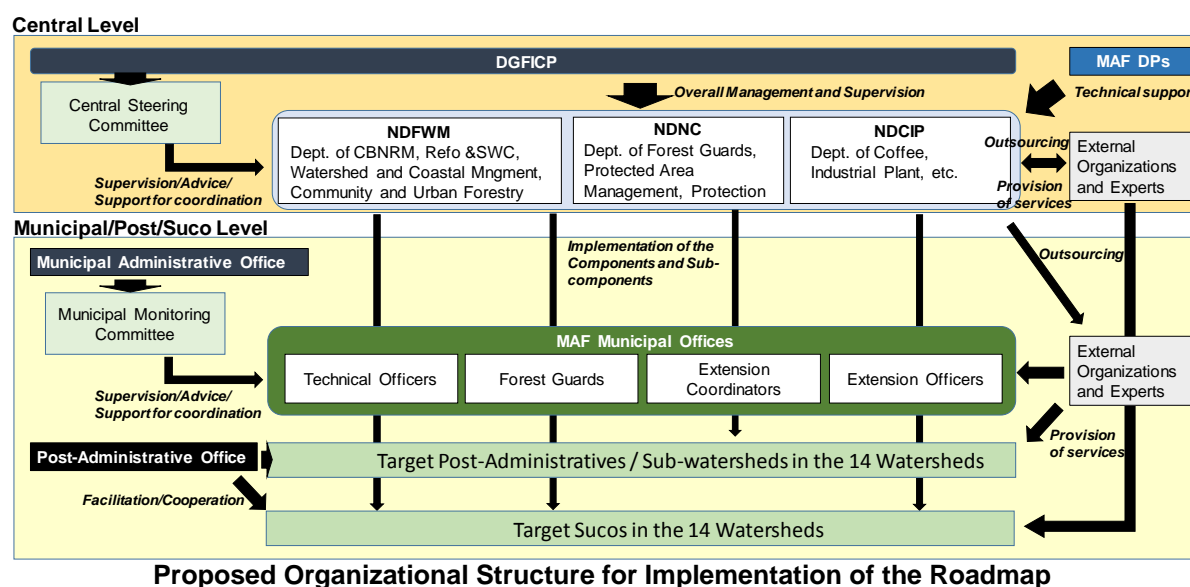 Central Level
DGFICP
MAF DPs
Central Steering
Committee
Overall Management and Supervision
Technical support
NDFWM
Dept. of CBNRM, Refo &SWC,
Watershed and Coastal Mngment,
Community and Urban Forestry
NDNC
Dept. of Forest Guards,
Protected Area
Management, Protection
NDCIP
Dept. of Coffee,
Industrial Plant, etc.
Outsourcing
Provision
of services
External
Organizations
and Experts
Supervision/Advice/
Support for coordination
Municipal/Post/Suco Level
Municipal Administrative Office
Implementation of the
Components and Sub-
components
Outsourcing
Municipal Monitoring
Committee
MAF Municipal Offices
Technical Officers
Forest Guards
Extension
Coordinators
Extension Officers
External
Organizations
and Experts
Supervision/Advice/
Support for coordination
Post-Administrative Office
Target Post-Administratives / Sub-watersheds in the 14 Watersheds
Provision
of services
Facilitation/Cooperation
Target Sucos in the 14 Watersheds
Proposed Organizational Structure for Implementation of the Roadmap